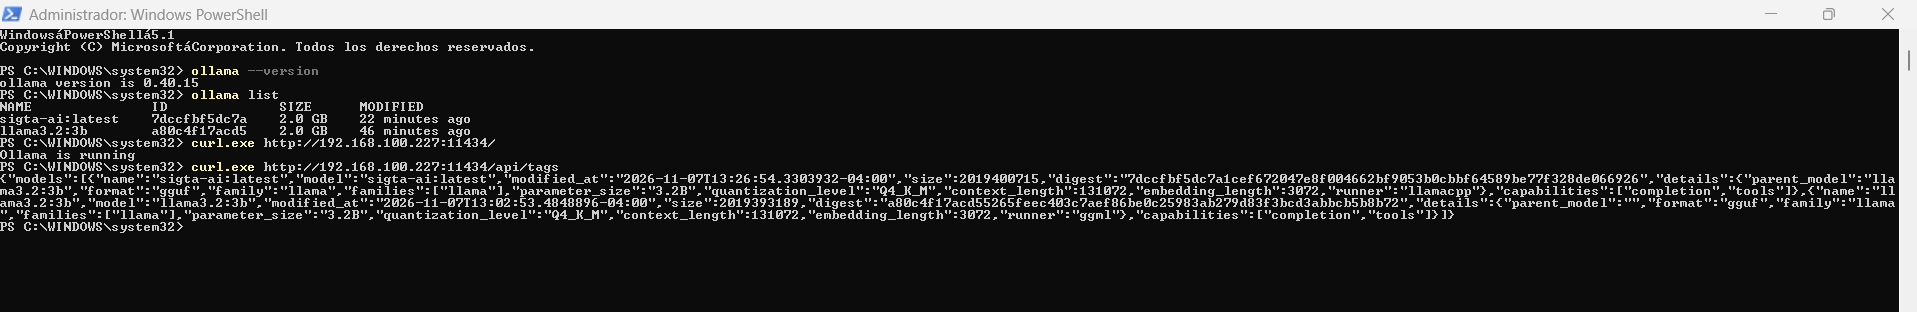 Administrador: Windows PowerShell
WindowsáPowerShellá5.1
Copyright (C) MicrosoftáCorporation. Todos los derechos reservados.
PS C:\WINDOWS\system32> ollama --version
ollama version is 0.40.15
PS C:\WINDOWS\system32> ollama list
NAME ID SIZE MODIFIED
sigta-ai:latest 7dccfbf5dc7a 2.0 GB 22 minutes ago
llama3.2:3b a80c4f17acd5 2.0 GB 46 minutes ago
PS C:\WINDOWS\system32> curl.exe http://192.168.100.227:11434/
Ollama is running
PS C:\WINDOWS\system32> curl.exe http://192.168.100.227:11434/api/tags
{"models":[{"name":"sigta-ai:latest","model":"sigta-ai:latest","modified_at":"2026-11-07T13:26:54.3303932-04:00","size":2019400715,"digest":"7dccfbf5dc7a1cef672047e8f004662bf9053b0cbbf64589be77f328de066926","details":{"parent_model":"lla
ma3.2:3b","format":"gguf","family":"llama","families":["llama"],"parameter_size":"3.2B","quantization_level":"Q4_K_M","context_length":131072,"embedding_length":3072,"runner":"llamacpp"},"capabilities":["completion","tools"]},{"name":"ll
ama3.2:3b","model":"llama3.2:3b","modified_at":"2026-11-07T13:02:53.4848896-04:00","size":2019393189,"digest":"a80c4f17acd55265feec403c7aef86be0c25983ab279d83f3bcd3abbcb5b8b72","details":{"parent_model":"","format":"gguf","family":"llama
","families":["llama"],"parameter_size":"3.2B","quantization_level":"Q4_K_M","context_length":131072,"embedding_length":3072,"runner":"ggml"},"capabilities":["completion","tools"]}]}
PS C:\WINDOWS\system32>